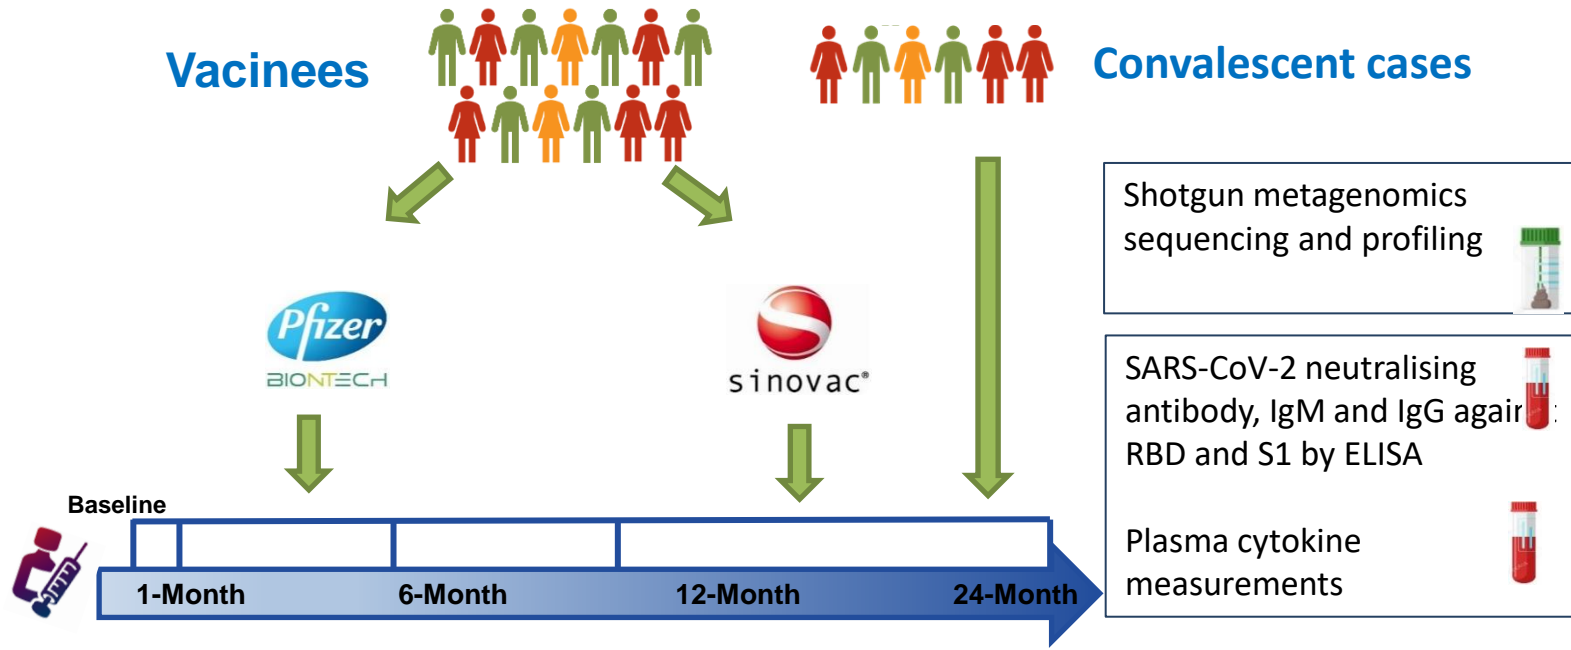 Vacinees
Convalescent cases
Pfizer
BIONTECH
sinovac®
Shotgun metagenomics
sequencing and profiling
SARS-CoV-2 neutralising
antibody, IgM and IgG
RBD and S1 by ELISA
Plasma cytokine
measurements
Baseline
1-Month
6-Month
12-Month
24-Month